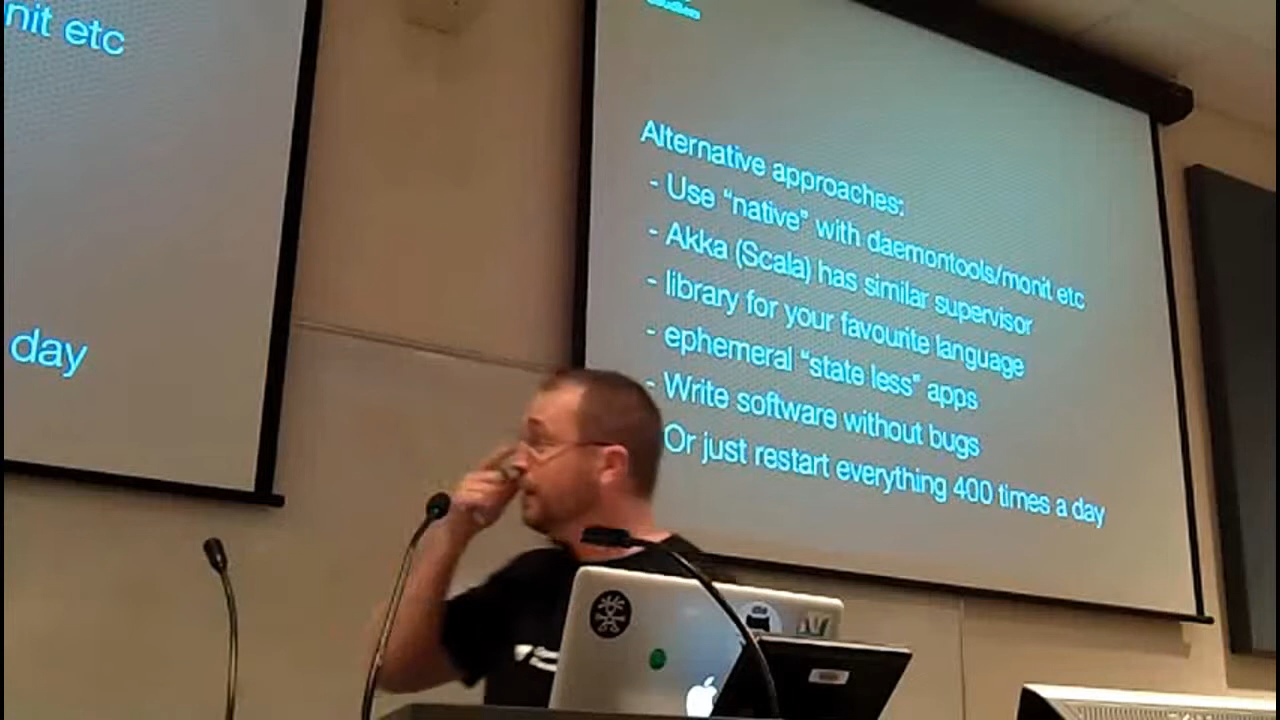 nit etc
day
Alternative approaches:
- Use “native” with daemontools/monit etc
- Akka (Scala) has similar supervisor
- library for your favourite language
- ephemeral “state less” apps
- Write software without bugs
Or just restart everything 400 times a day